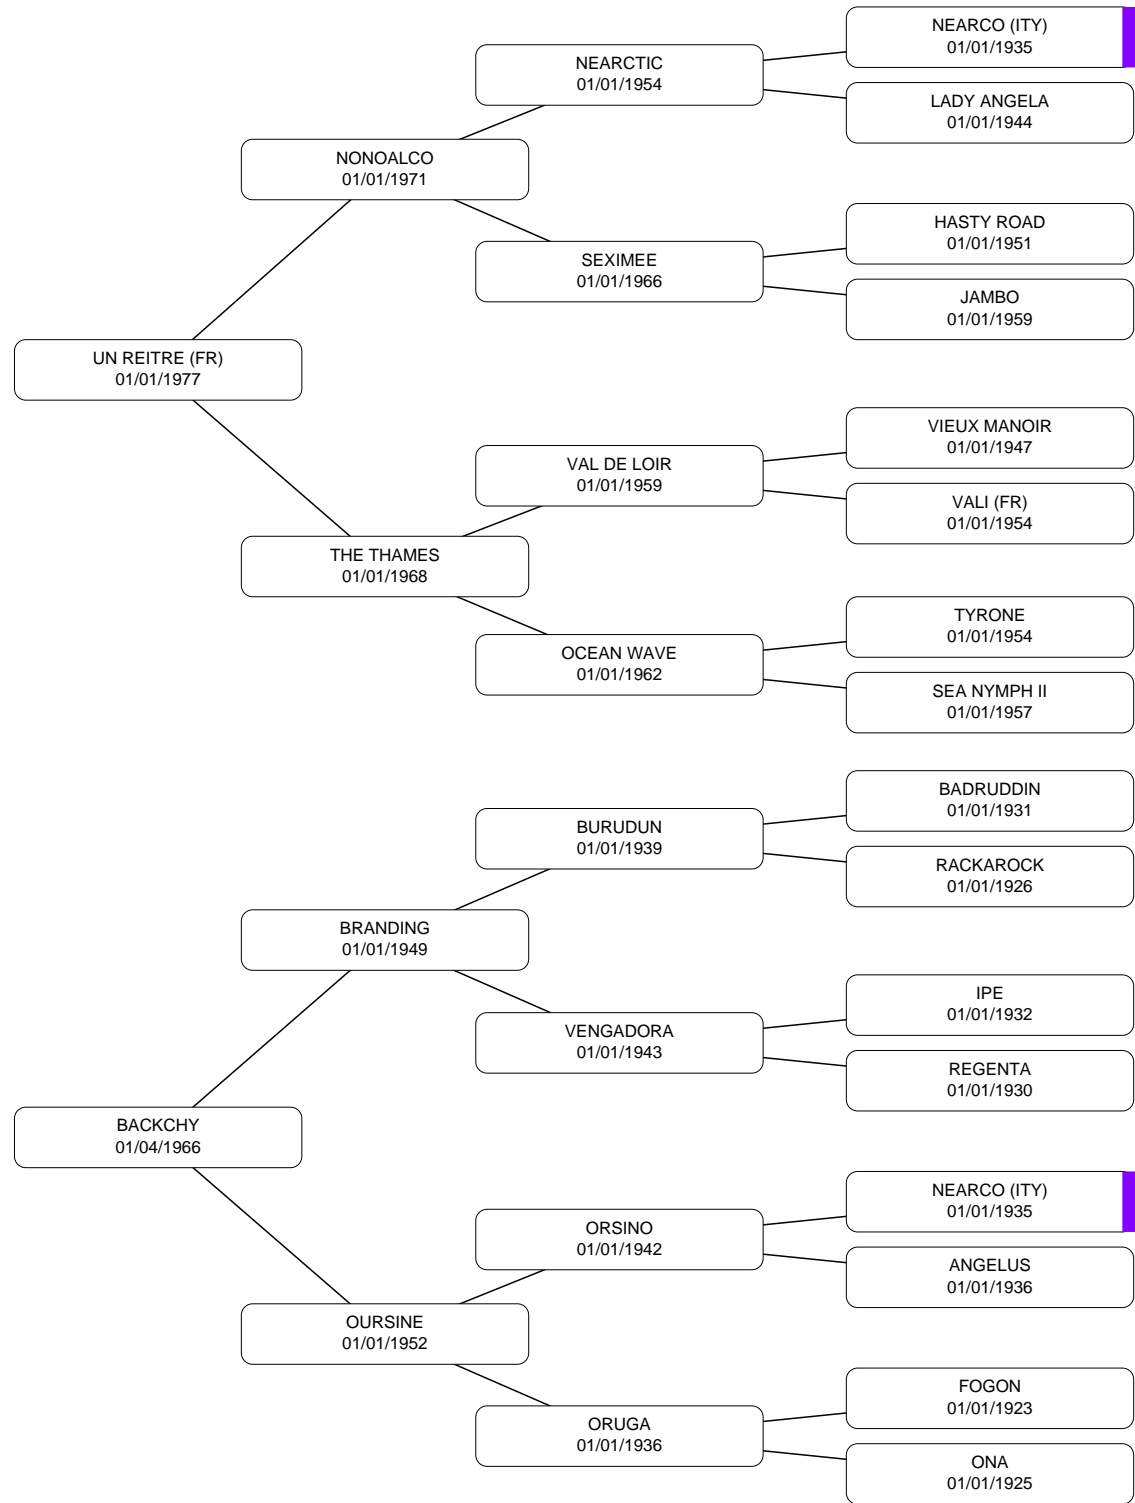 NEARCO (ITY)
01/01/1935
NEARCTIC
01/01/1954
LADY ANGELA
01/01/1944
NONOALCO
01/01/1971
HASTY ROAD
01/01/1951
SEXIMEE
01/01/1966
JAMBO
01/01/1959
UN REITRE (FR)
01/01/1977
VIEUX MANOIR
01/01/1947
VAL DE LOIR
01/01/1959
VALI (FR)
01/01/1954
THE THAMES
01/01/1968
TYRONE
01/01/1954
OCEAN WAVE
01/01/1962
SEA NYMPH II
01/01/1957
BADRUDDIN
01/01/1931
BURUDUN
01/01/1939
RACKAROCK
01/01/1926
BRANDING
01/01/1949
IPE
01/01/1932
VENGADORA
01/01/1943
REGENTA
01/01/1930
BACKCHY
01/04/1966
NEARCO (ITY)
01/01/1935
ORSINO
01/01/1942
ANGELUS
01/01/1936
OURSINE
01/01/1952
FOGON
01/01/1923
ORUGA
01/01/1936
ONA
01/01/1925